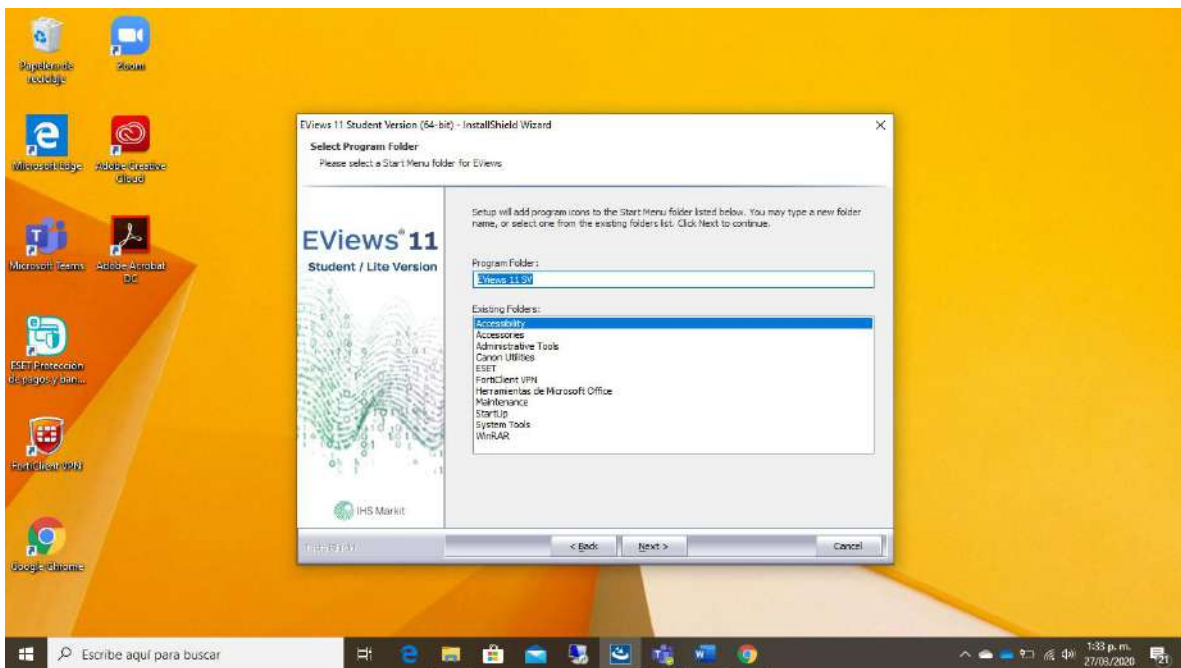 Papelera de
reciclaje
Zoom
Microsoft Edge
Adobe Creative
Cloud
Microsoft Teams
Adobe Acrobat
DC
ESET Protección
de pagos y ban...
FortiClient VPN
Google Chrome
EViews 11 Student Version (64-bit) - InstallShield Wizard
Select Program Folder
Please select a Start Menu folder for EViews
EViews® 11
Student / Lite Version
IHS Markit
Setup will add program icons to the Start Menu folder listed below. You may type a new folder
name, or select one from the existing folders list. Click Next to continue.
Program Folder:
EViews 11 SV
Existing Folders:
Accessibility
Accessories
Administrative Tools
Canon Utilities
ESET
FortiClient VPN
Herramientas de Microsoft Office
Maintenance
StartUp
System Tools
WinRAR
InstallShield
< Back
Next >
Cancel
Escribe aquí para buscar
1:33 p. m.
27/03/2020
21